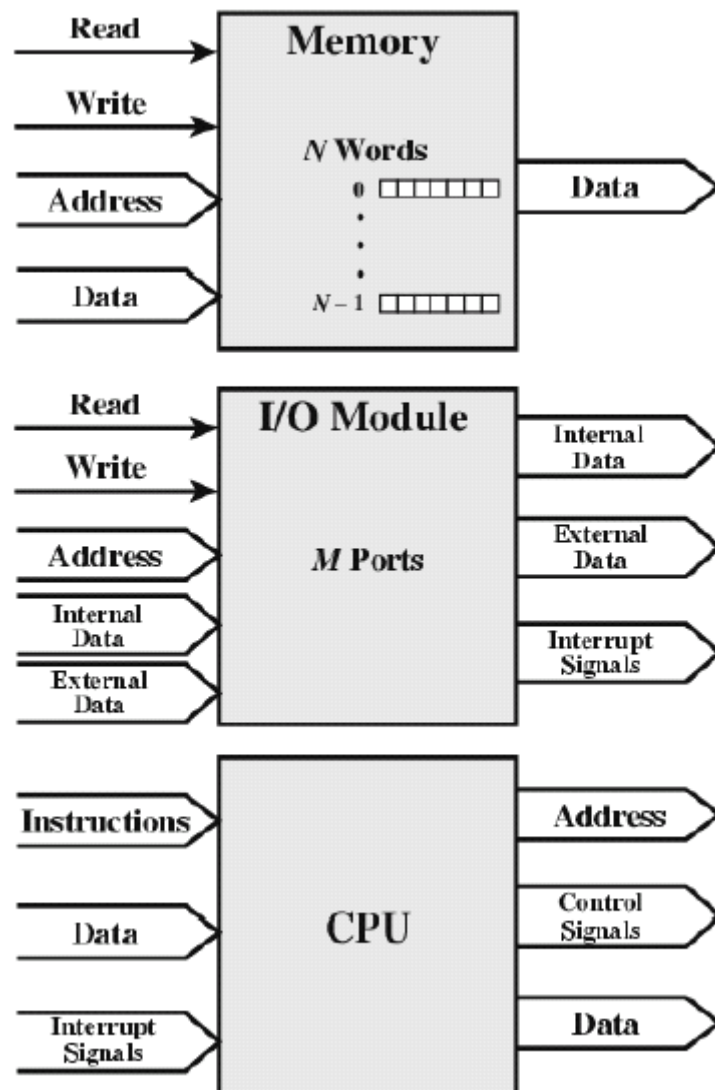 Read
Memory
Write
N Words
Address
0
Data
Data
N – 1
Read
I/O Module
Internal
Data
Write
Address
M Ports
External
Data
Internal
Data
Interrupt
Signals
External
Data
Instructions
Address
CPU
Control
Signals
Data
Interrupt
Signals
Data